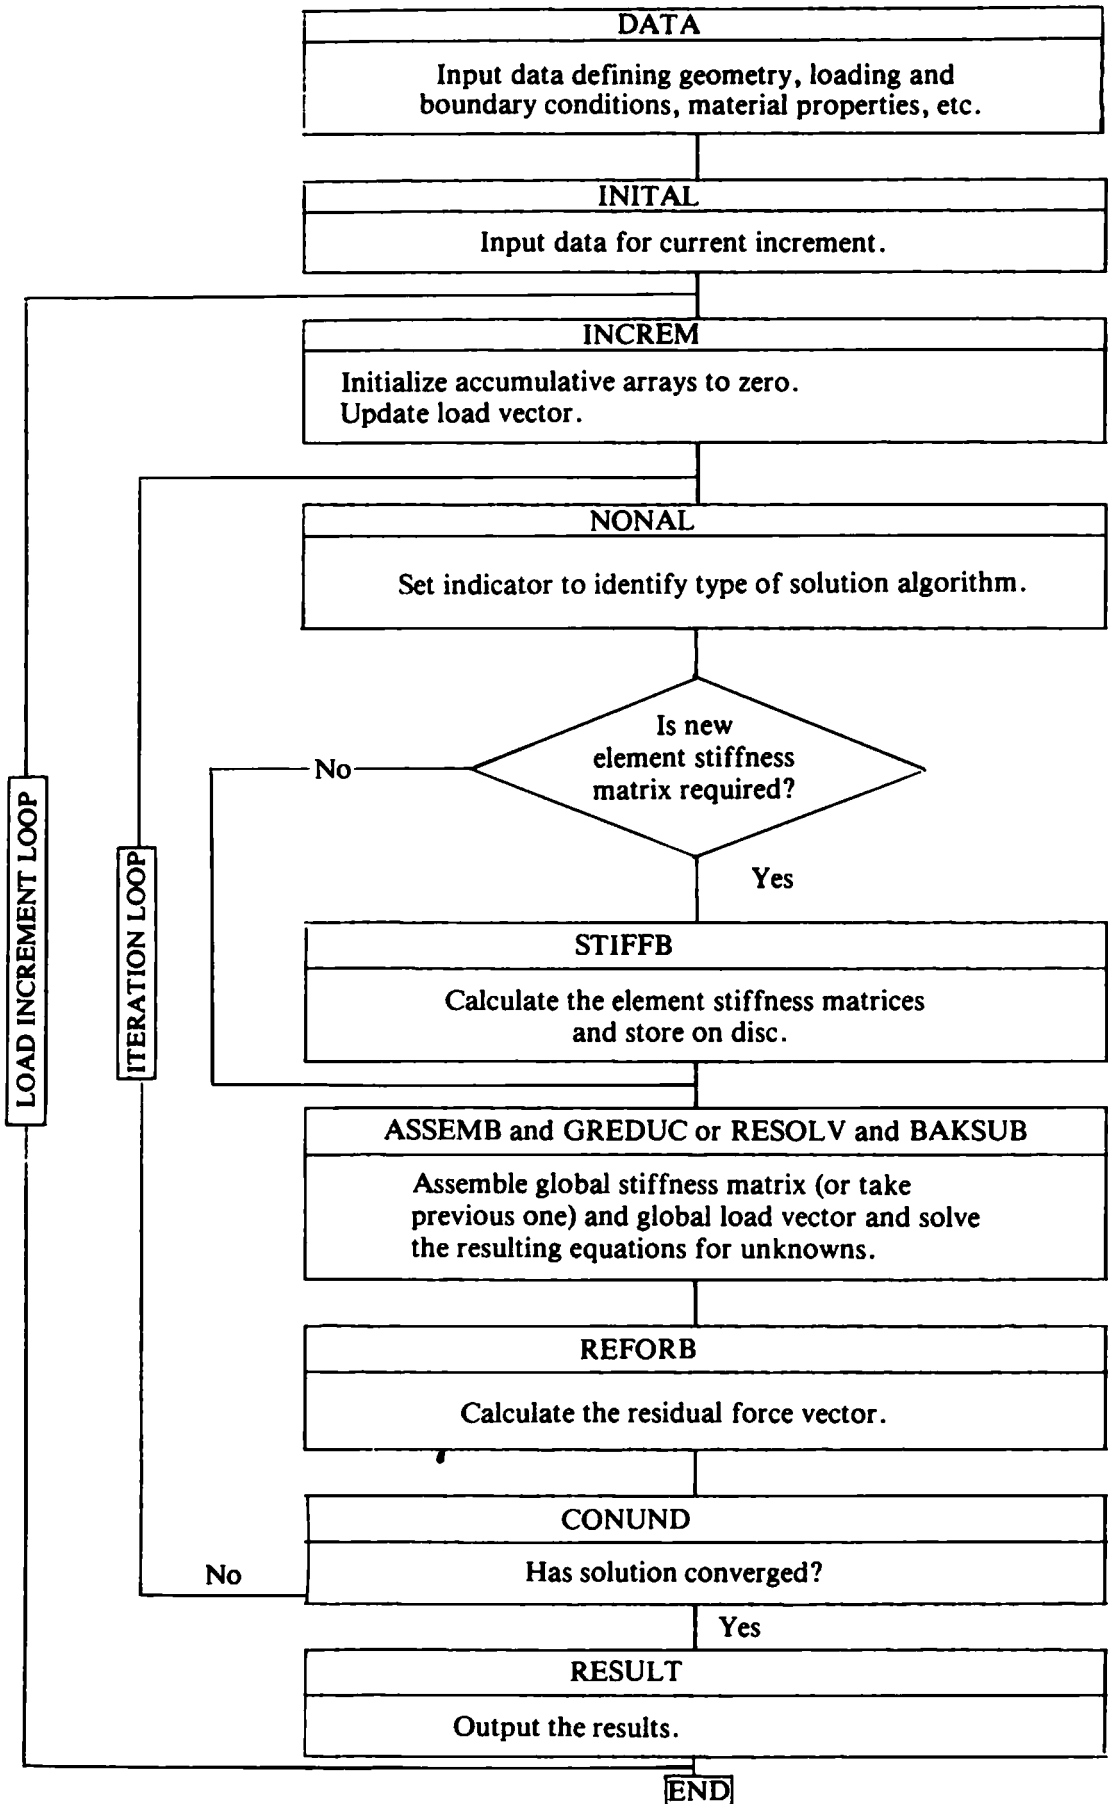 DATA
Input data defining geometry, loading and
boundary conditions, material properties, etc.
INITAL
Input data for current increment.
INCREM
Initialize accumulative arrays to zero.
Update load vector.
NONAL
Set indicator to identify type of solution algorithm.
Is new
element stiffness
matrix required?
No
Yes
STIFFB
Calculate the element stiffness matrices
and store on disc.
LOAD INCREMENT LOOP
ITERATION LOOP
ASSEMB and GREDUC or RESOLV and BAKSUB
Assemble global stiffness matrix (or take
previous one) and global load vector and solve
the resulting equations for unknowns.
REFORB
Calculate the residual force vector.
CONUND
Has solution converged?
No
Yes
RESULT
Output the results.
END